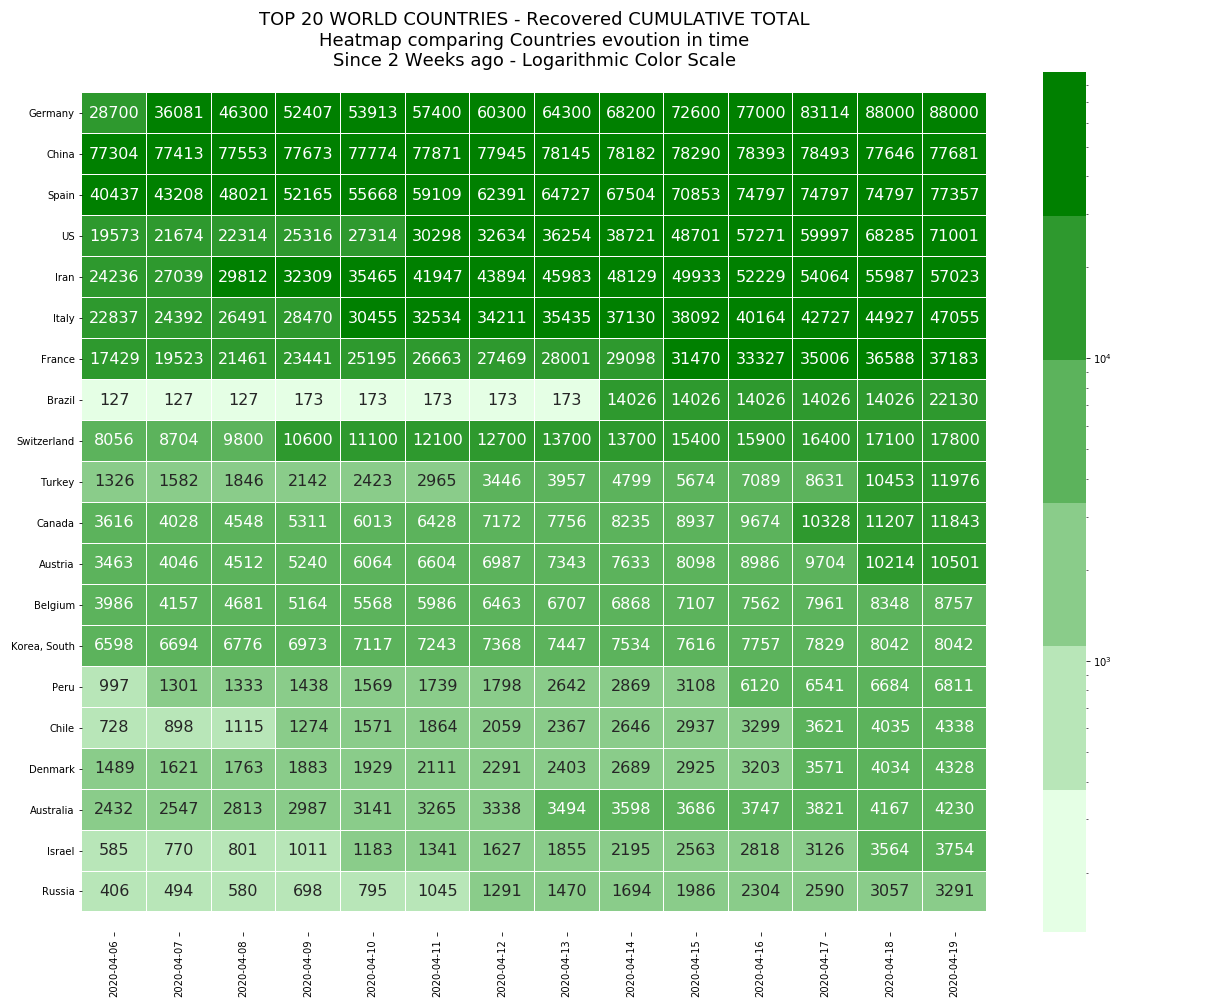 TOP 20 WORLD COUNTRIES - Recovered CUMULATIVE TOTAL
Heatmap comparing Countries evoution in time
Since 2 Weeks ago - Logarithmic Color Scale
Germany 28700 36081 46300 52407 53913 57400 60300 64300 68200 72600 77000 83114 88000 88000
China 77304 77413 77553 77673 77774 77871 77945 78145 78182 78290 78393 78493 77646 77681
Spain 40437 43208 48021 52165 55668 59109 62391 64727 67504 70853 74797 74797 74797 77357
US 19573 21674 22314 25316 27314 30298 32634 36254 38721 48701 57271 59997 68285 71001
Iran 24236 27039 29812 32309 35465 41947 43894 45983 48129 49933 52229 54064 55987 57023
Italy 22837 24392 26491 28470 30455 32534 34211 35435 37130 38092 40164 42727 44927 47055
France 17429 19523 21461 23441 25195 26663 27469 28001 29098 31470 33327 35006 36588 37183
10⁴
Brazil 127 127 127 173 173 173 173 173 14026 14026 14026 14026 14026 22130
Switzerland 8056 8704 9800 10600 11100 12100 12700 13700 13700 15400 15900 16400 17100 17800
Turkey 1326 1582 1846 2142 2423 2965 3446 3957 4799 5674 7089 8631 10453 11976
Canada 3616 4028 4548 5311 6013 6428 7172 7756 8235 8937 9674 10328 11207 11843
Austria 3463 4046 4512 5240 6064 6604 6987 7343 7633 8098 8986 9704 10214 10501
Belgium 3986 4157 4681 5164 5568 5986 6463 6707 6868 7107 7562 7961 8348 8757
Korea, South 6598 6694 6776 6973 7117 7243 7368 7447 7534 7616 7757 7829 8042 8042
10³
Peru 997 1301 1333 1438 1569 1739 1798 2642 2869 3108 6120 6541 6684 6811
Chile 728 898 1115 1274 1571 1864 2059 2367 2646 2937 3299 3621 4035 4338
Denmark 1489 1621 1763 1883 1929 2111 2291 2403 2689 2925 3203 3571 4034 4328
Australia 2432 2547 2813 2987 3141 3265 3338 3494 3598 3686 3747 3821 4167 4230
Israel 585 770 801 1011 1183 1341 1627 1855 2195 2563 2818 3126 3564 3754
Russia 406 494 580 698 795 1045 1291 1470 1694 1986 2304 2590 3057 3291
2020-04-06 2020-04-07 2020-04-08 2020-04-09 2020-04-10 2020-04-11 2020-04-12 2020-04-13 2020-04-14 2020-04-15 2020-04-16 2020-04-17 2020-04-18 2020-04-19